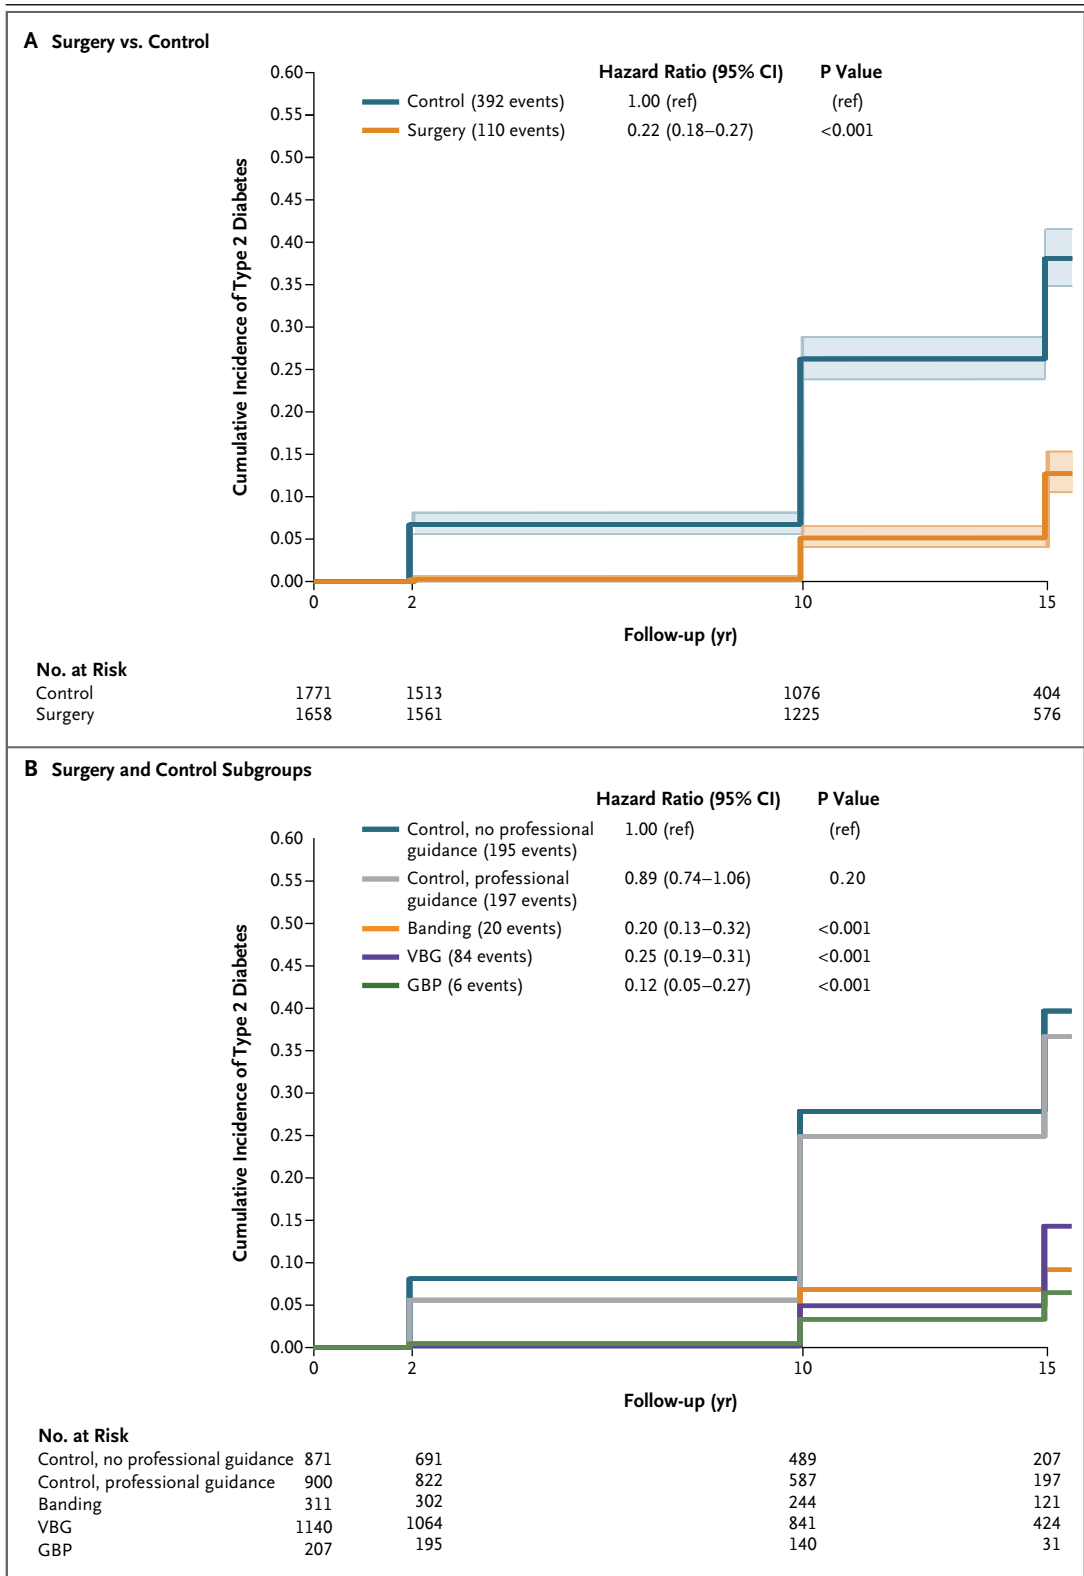 A Surgery vs. Control
Hazard Ratio (95% CI) P Value
Control (392 events) 1.00 (ref) (ref)
Surgery (110 events) 0.22 (0.18–0.27) <0.001
Cumulative Incidence of Type 2 Diabetes
0.60
0.55
0.50
0.45
0.40
0.35
0.30
0.25
0.20
0.15
0.10
0.05
0.00
0 2 10 15
Follow-up (yr)
No. at Risk
Control 1771 1513 1076 404
Surgery 1658 1561 1225 576
B Surgery and Control Subgroups
Hazard Ratio (95% CI) P Value
Control, no professional 1.00 (ref) (ref)
guidance (195 events)
Control, professional 0.89 (0.74–1.06) 0.20
guidance (197 events)
Banding (20 events) 0.20 (0.13–0.32) <0.001
VBG (84 events) 0.25 (0.19–0.31) <0.001
GBP (6 events) 0.12 (0.05–0.27) <0.001
Cumulative Incidence of Type 2 Diabetes
0.60
0.55
0.50
0.45
0.40
0.35
0.30
0.25
0.20
0.15
0.10
0.05
0.00
0 2 10 15
Follow-up (yr)
No. at Risk
Control, no professional guidance 871 691 489 207
Control, professional guidance 900 822 587 197
Banding 311 302 244 121
VBG 1140 1064 841 424
GBP 207 195 140 31